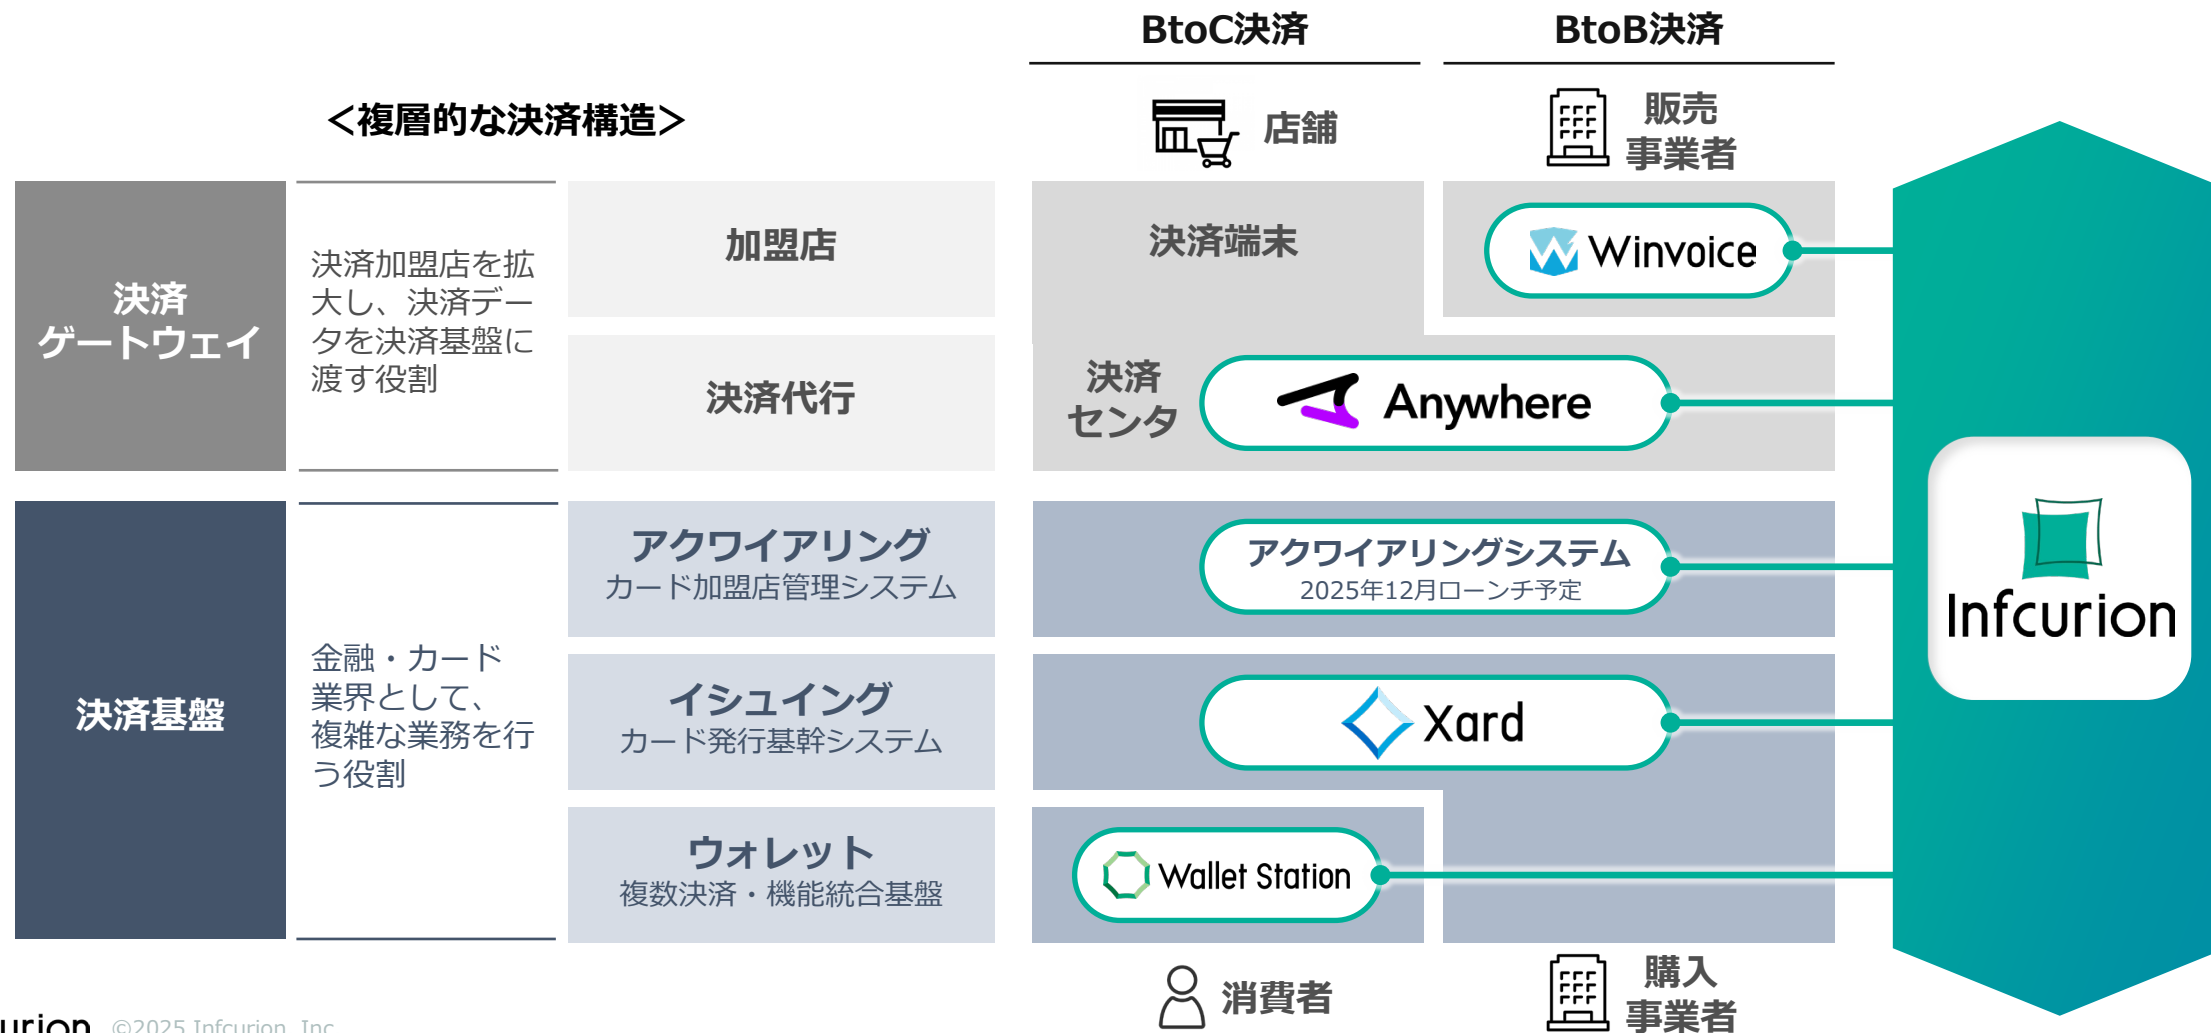 BtoC決済
BtoB決済
＜複層的な決済構造＞
店舗
販売
事業者
決済
ゲートウェイ
決済加盟店を拡
大し、決済デー
タを決済基盤に
渡す役割
加盟店
決済代行
決済端末
Winvoice
決済
センタ
Anywhere
決済基盤
金融・カード
業界として、
複雑な業務を行
う役割
アクワイアリング
カード加盟店管理システム
アクワイアリングシステム
2025年12月ローンチ予定
イシュイング
カード発行基幹システム
Xard
ウォレット
複数決済・機能統合基盤
Wallet Station
Infcurion
消費者
購入
事業者
urion ©2025 Infcurion, Inc